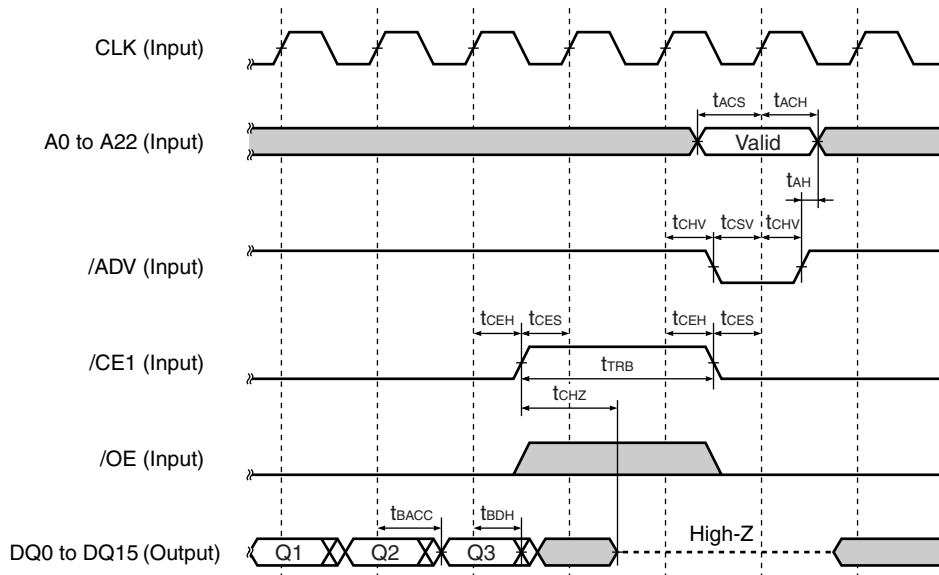 CLK (Input)
tACS tACH
A0 to A22 (Input)
Valid
tAH
tCHV tCSV tCHV
/ADV (Input)
tCEH tCES tCEH tCES
/CE1 (Input)
tTRB
tCHZ
/OE (Input)
tBACC tBDH
High-Z
DQ0 to DQ15 (Output)
Q1 Q2 Q3